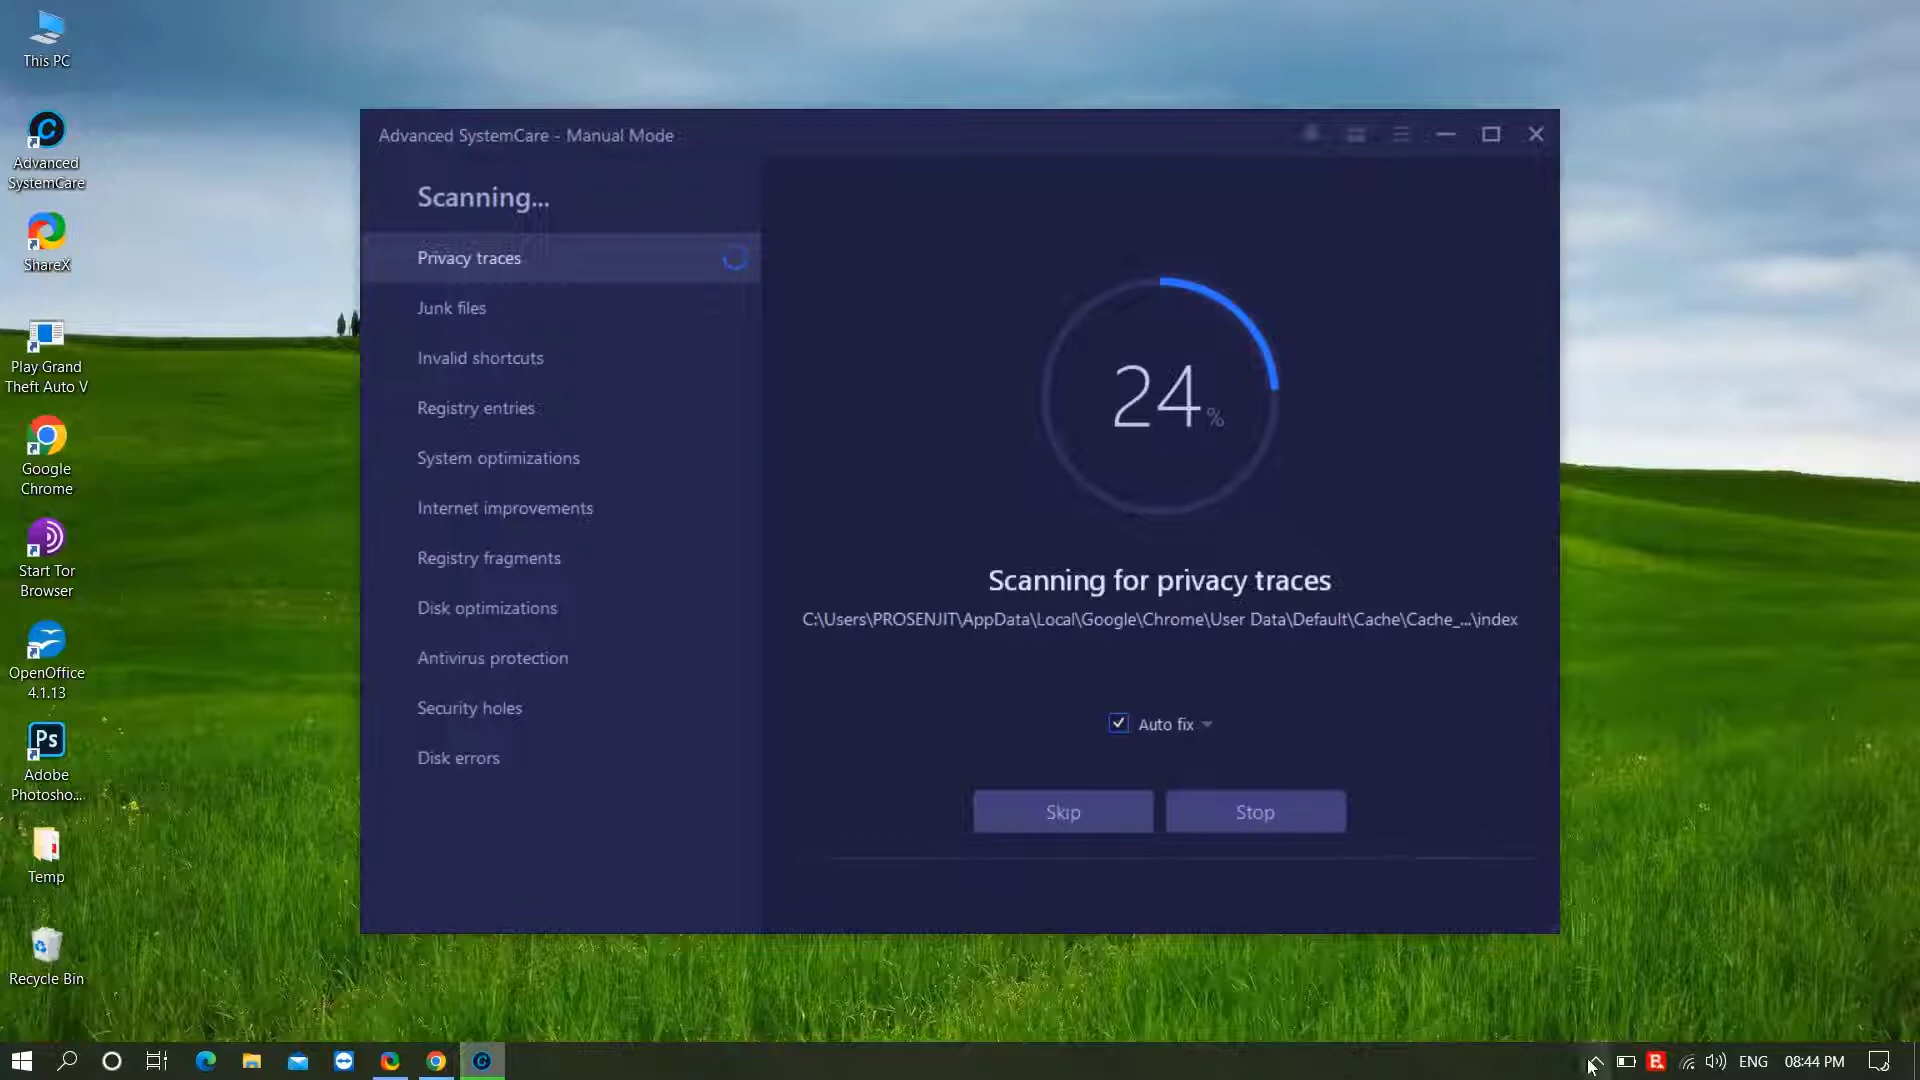 This PC
Advanced
SystemCare
ShareX
Play Grand
Theft Auto V
Google
Chrome
Start Tor
Browser
OpenOffice
4.1.13
Ps
Adobe
Photosho...
Temp
Recycle Bin
Advanced SystemCare - Manual Mode
Scanning...
Privacy traces
Junk files
Invalid shortcuts
Registry entries
System optimizations
Internet improvements
Registry fragments
Disk optimizations
Antivirus protection
Security holes
Disk errors
24%
Scanning for privacy traces
C:\Users\PROSENJIT\AppData\Local\Google\Chrome\User Data\Default\Cache\Cache_...\index
Auto fix
Skip
Stop
ENG
08:44 PM